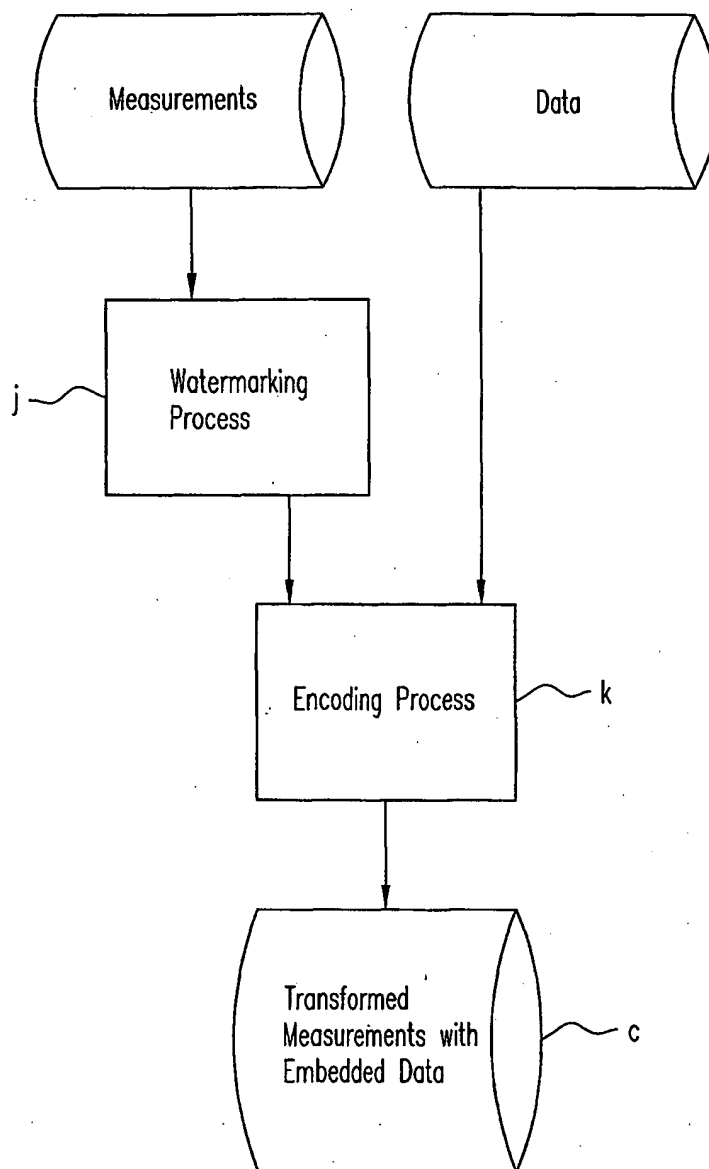 Measurements
Data
j
Watermarking
Process
Encoding Process
k
Transformed
Measurements with
Embedded Data
c